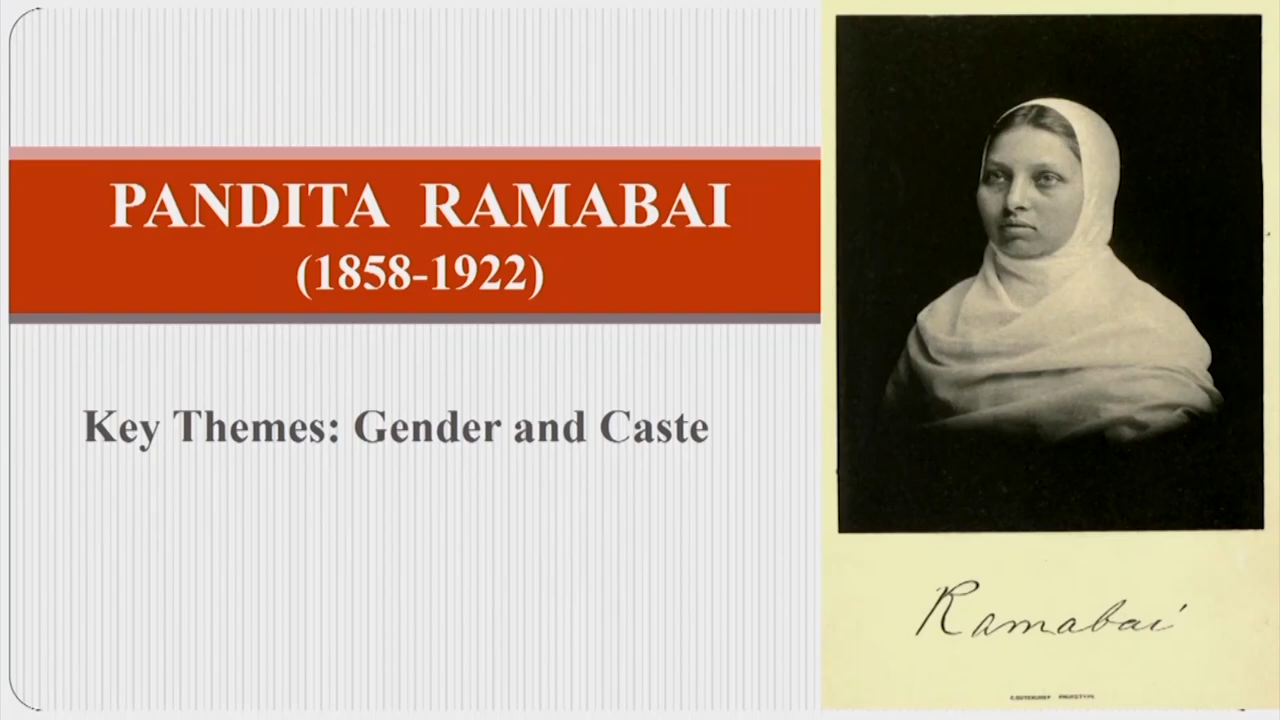 PANDITA RAMABAI
(1858-1922)
Key Themes: Gender and Caste
Ramabai